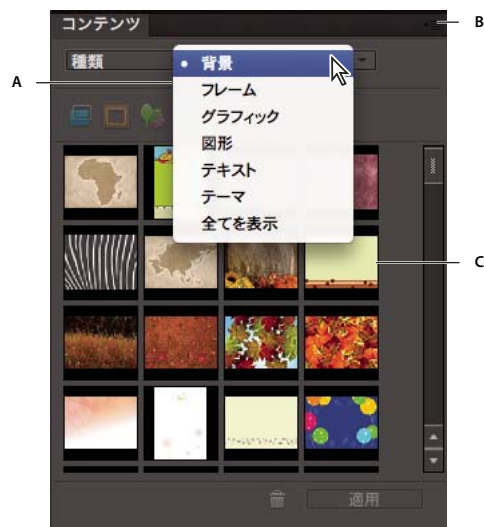 コンテンツ
B
種類
背景
A
フレーム
グラフィック
図形
テキスト
テーマ
全てを表示
C
適用